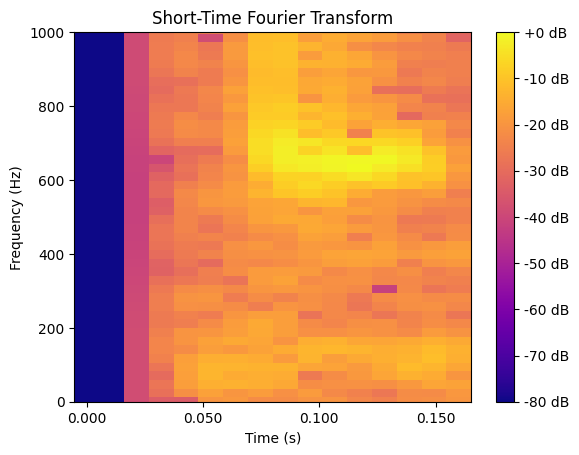 Short-Time Fourier Transform
Frequency (Hz)
1000
800
600
400
200
0
0.000
0.050
0.100
0.150
Time (s)
+0 dB
-10 dB
-20 dB
-30 dB
-40 dB
-50 dB
-60 dB
-70 dB
-80 dB